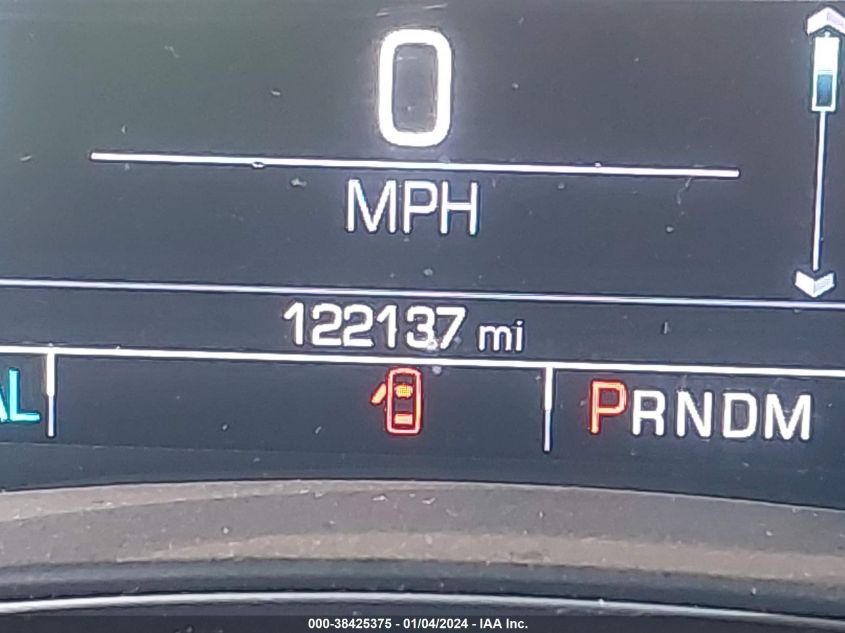 0
MPH
122137 mi
AL PRNDM
000-38425375 - 01/04/2024 - IAA Inc.